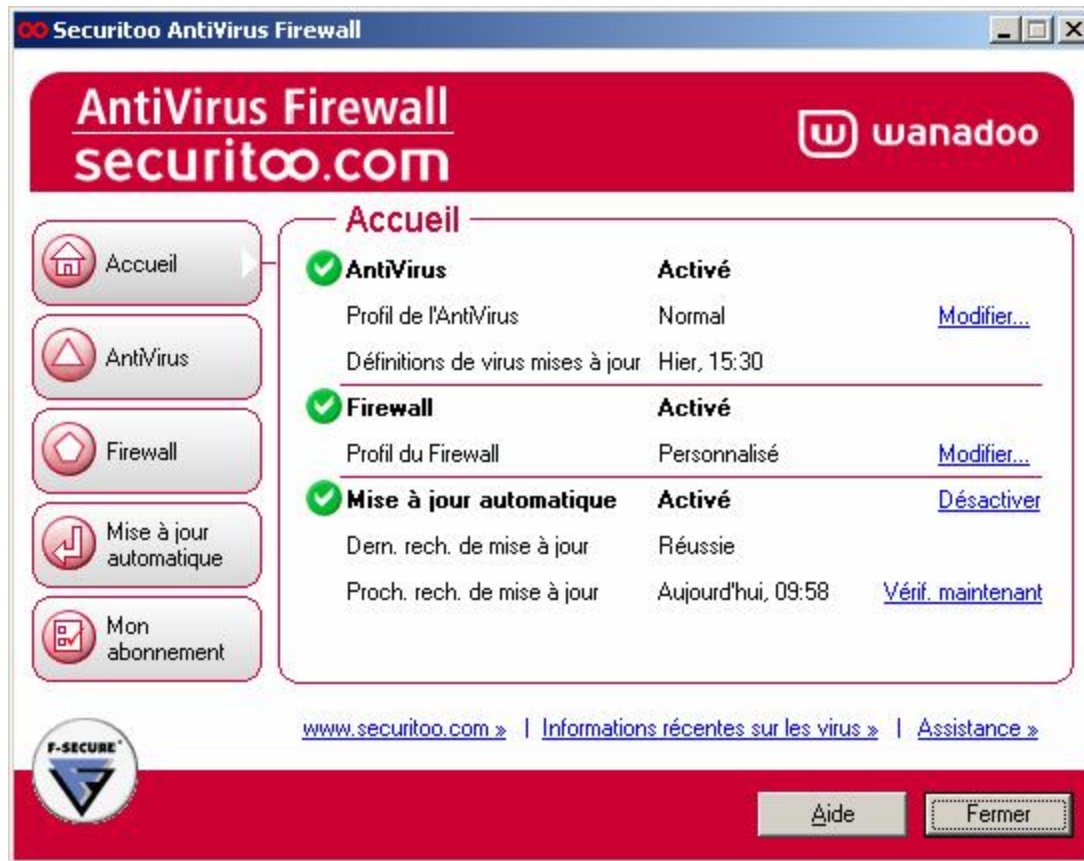 Securitoo AntiVirus Firewall
AntiVirus Firewall
securitoo.com
wanadoo
Accueil
AntiVirus
Firewall
Mise à jour
automatique
Mon
abonnement
Accueil
AntiVirus Activé
Profil de l'AntiVirus Normal Modifier...
Définitions de virus mises à jour Hier, 15:30
Firewall Activé
Profil du Firewall Personnalisé Modifier...
Mise à jour automatique Activé Désactiver
Dern. rech. de mise à jour Réussie
Proch. rech. de mise à jour Aujourd'hui, 09:58 Vérif. maintenant
www.securitoo.com » | Informations récentes sur les virus » | Assistance »
F-SECURE
Aide Fermer